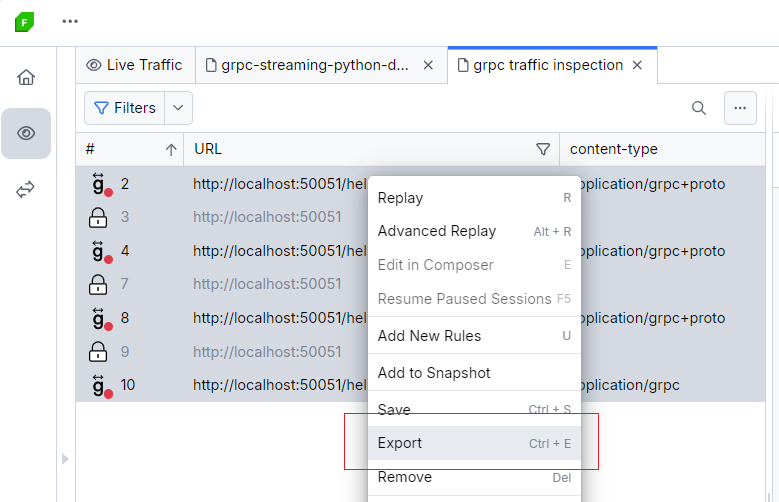 F
Live Traffic
grpc-streaming-python-d...
grpc traffic inspection
Filters
# URL content-type
g 2 http://localhost:50051/hel pplication/grpc+proto
3 http://localhost:50051
g 4 http://localhost:50051/hel pplication/grpc+proto
7 http://localhost:50051
g 8 http://localhost:50051/hel pplication/grpc+proto
9 http://localhost:50051
g 10 http://localhost:50051/hel pplication/grpc
Replay R
Advanced Replay Alt + R
Edit in Composer E
Resume Paused Sessions F5
Add New Rules U
Add to Snapshot
Save Ctrl + S
Export Ctrl + E
Remove Del